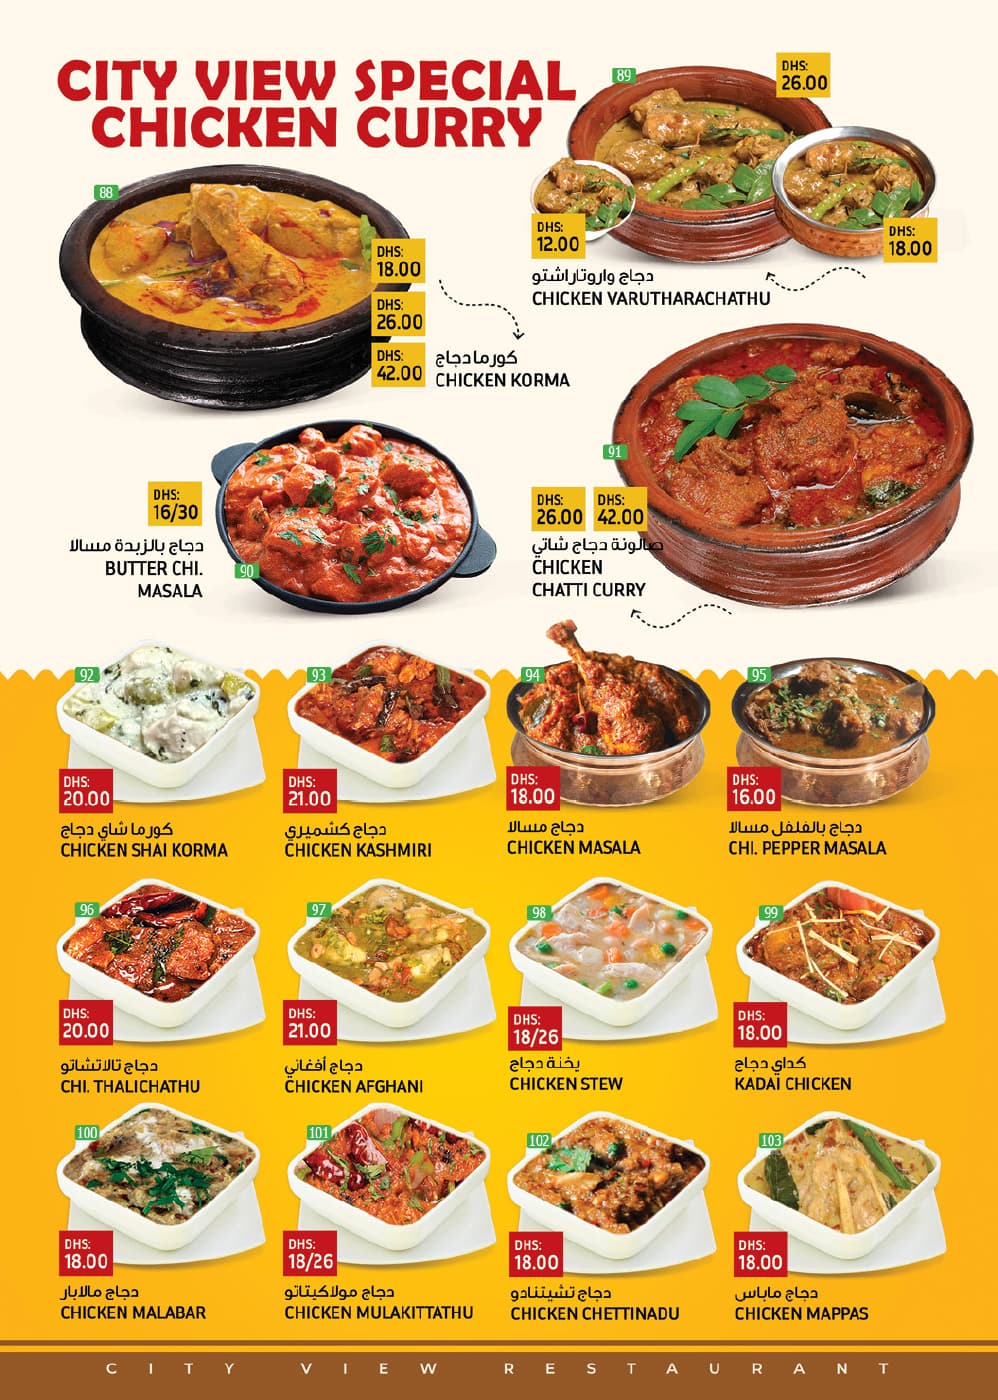 CITY VIEW SPECIAL
CHICKEN CURRY
88
DHS:
18.00
DHS:
26.00
DHS:
42.00
كورما دجاج
CHICKEN KORMA
89
DHS:
26.00
DHS:
12.00
DHS:
18.00
دجاج واروتاراشتو
CHICKEN VARUTHARACHATHU
DHS:
16/30
دجاج بالزبدة مسالا
BUTTER CHI.
MASALA
90
91
DHS:
26.00
DHS:
42.00
صالونة دجاج شاتي
CHICKEN
CHATTI CURRY
92
DHS:
20.00
كورما شاي دجاج
CHICKEN SHAI KORMA
93
DHS:
21.00
دجاج كشميري
CHICKEN KASHMIRI
94
DHS:
18.00
دجاج مسالا
CHICKEN MASALA
95
DHS:
16.00
دجاج بالفلفل مسالا
CHI. PEPPER MASALA
96
DHS:
20.00
دجاج تالاتشاتو
CHI. THALICHATHU
97
DHS:
21.00
دجاج أفغاني
CHICKEN AFGHANI
98
DHS:
18/26
يخنة دجاج
CHICKEN STEW
99
DHS:
18.00
كداي دجاج
KADAI CHICKEN
100
DHS:
18.00
دجاج مالابار
CHICKEN MALABAR
101
DHS:
18/26
دجاج مولاكيتاتو
CHICKEN MULAKITTATHU
102
DHS:
18.00
دجاج تشيتنادو
CHICKEN CHETTINADU
103
DHS:
18.00
دجاج ماباس
CHICKEN MAPPAS
CITY VIEW RESTAURANT